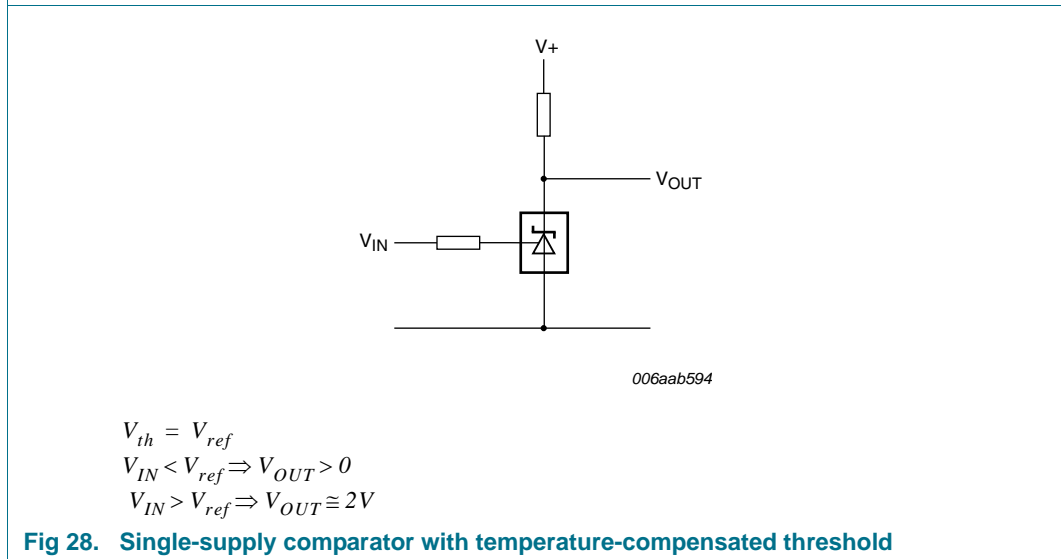 V+
VOUT
VIN
006aab594
Vth = Vref
VIN < Vref ⇒ VOUT > 0
VIN > Vref ⇒ VOUT ≅ 2V
Fig 28. Single-supply comparator with temperature-compensated threshold